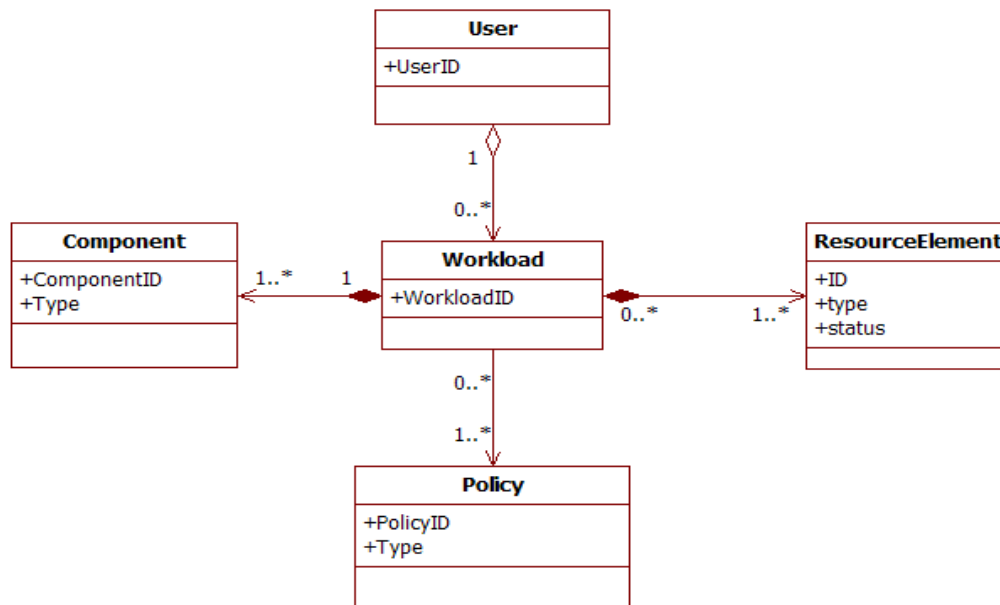 User
+UserID
1
0..*
Component
+ComponentID
+Type
1..*
1
Workload
+WorkloadID
0..*
1..*
ResourceElement
+ID
+type
+status
0..*
1..*
Policy
+PolicyID
+Type